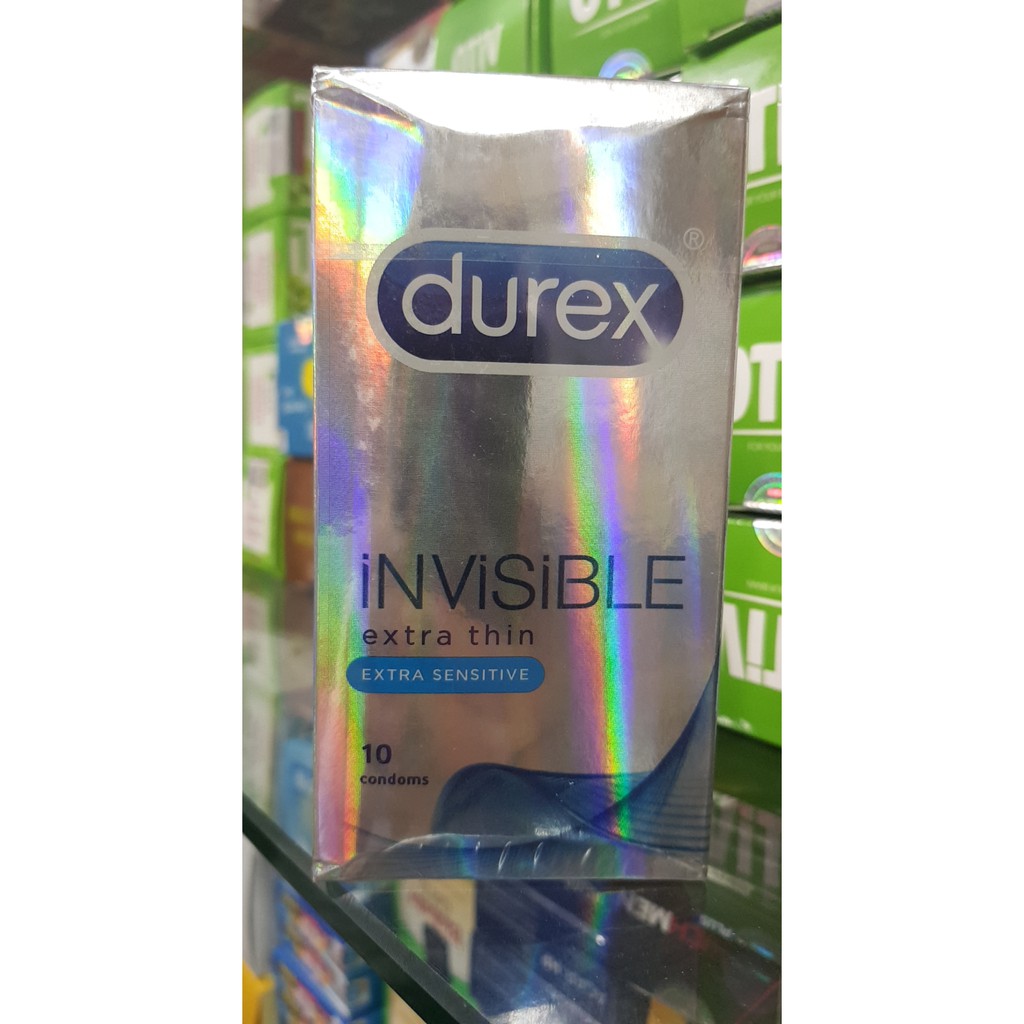 durex®
iNViSiBLE
extra thin
EXTRA SENSITIVE
10
condoms